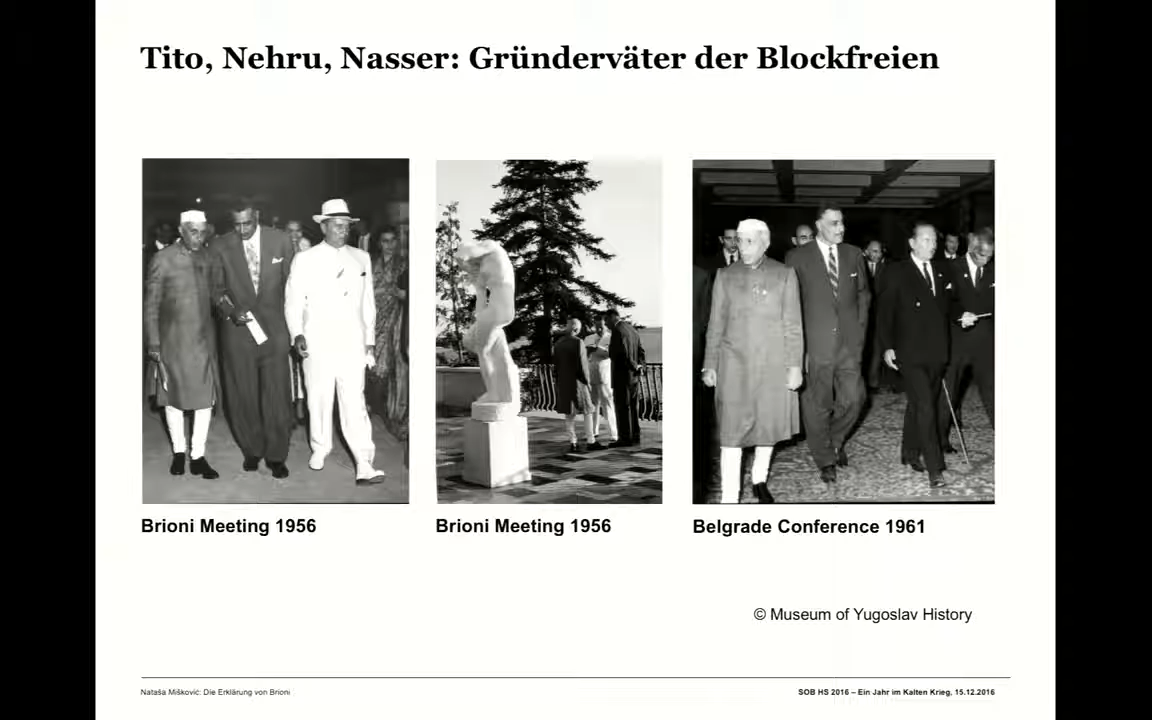 Tito, Nehru, Nasser: Gründerväter der Blockfreien
Brioni Meeting 1956
Brioni Meeting 1956
Belgrade Conference 1961
© Museum of Yugoslav History
Nataša Mišković: Die Erklärung von Brioni
SOB HS 2016 – Ein Jahr im Kalten Krieg, 15.12.2016